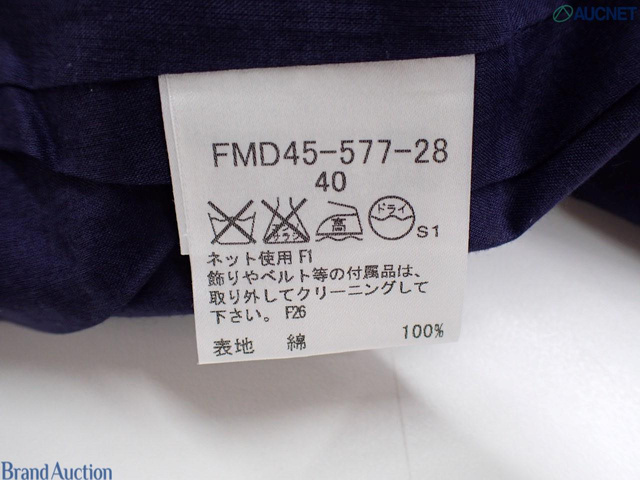 AUCNET
FMD45-577-28
40
高
ドライ
S1
ネット使用 F1
飾りやベルト等の付属品は、
取り外してクリーニングして
下さい。 F26
表地 綿 100%
Brand Auction